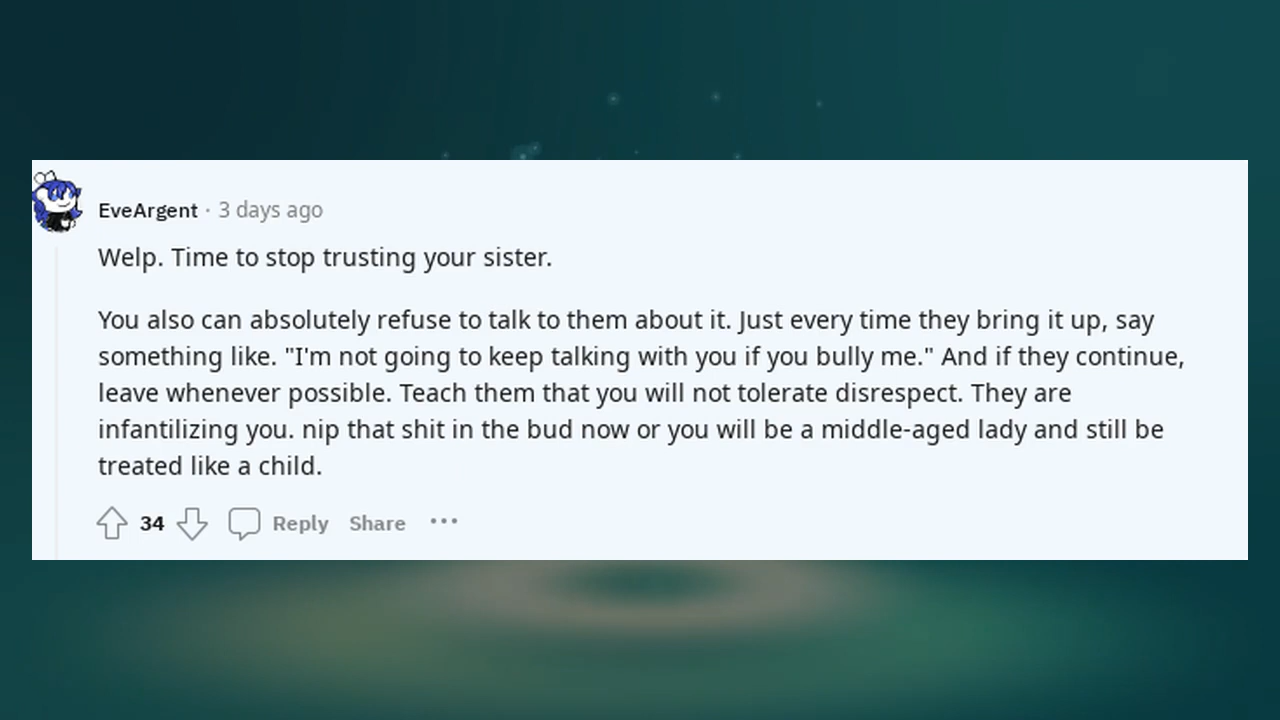 EveArgent · 3 days ago
Welp. Time to stop trusting your sister.
You also can absolutely refuse to talk to them about it. Just every time they bring it up, say
something like. "I'm not going to keep talking with you if you bully me." And if they continue,
leave whenever possible. Teach them that you will not tolerate disrespect. They are
infantilizing you. nip that shit in the bud now or you will be a middle-aged lady and still be
treated like a child.
34 Reply Share ···